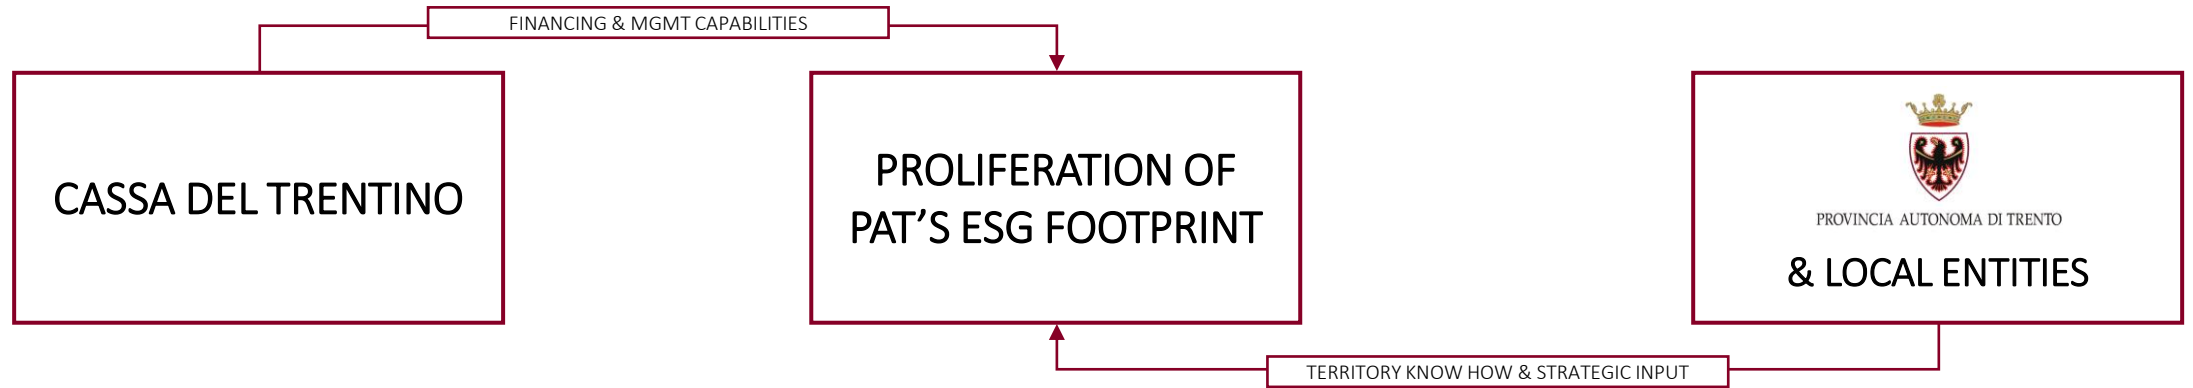 FINANCING & MGMT CAPABILITIES
CASSA DEL TRENTINO
PROLIFERATION OF
PAT’S ESG FOOTPRINT
PROVINCIA AUTONOMA DI TRENTO
& LOCAL ENTITIES
TERRITORY KNOW HOW & STRATEGIC INPUT